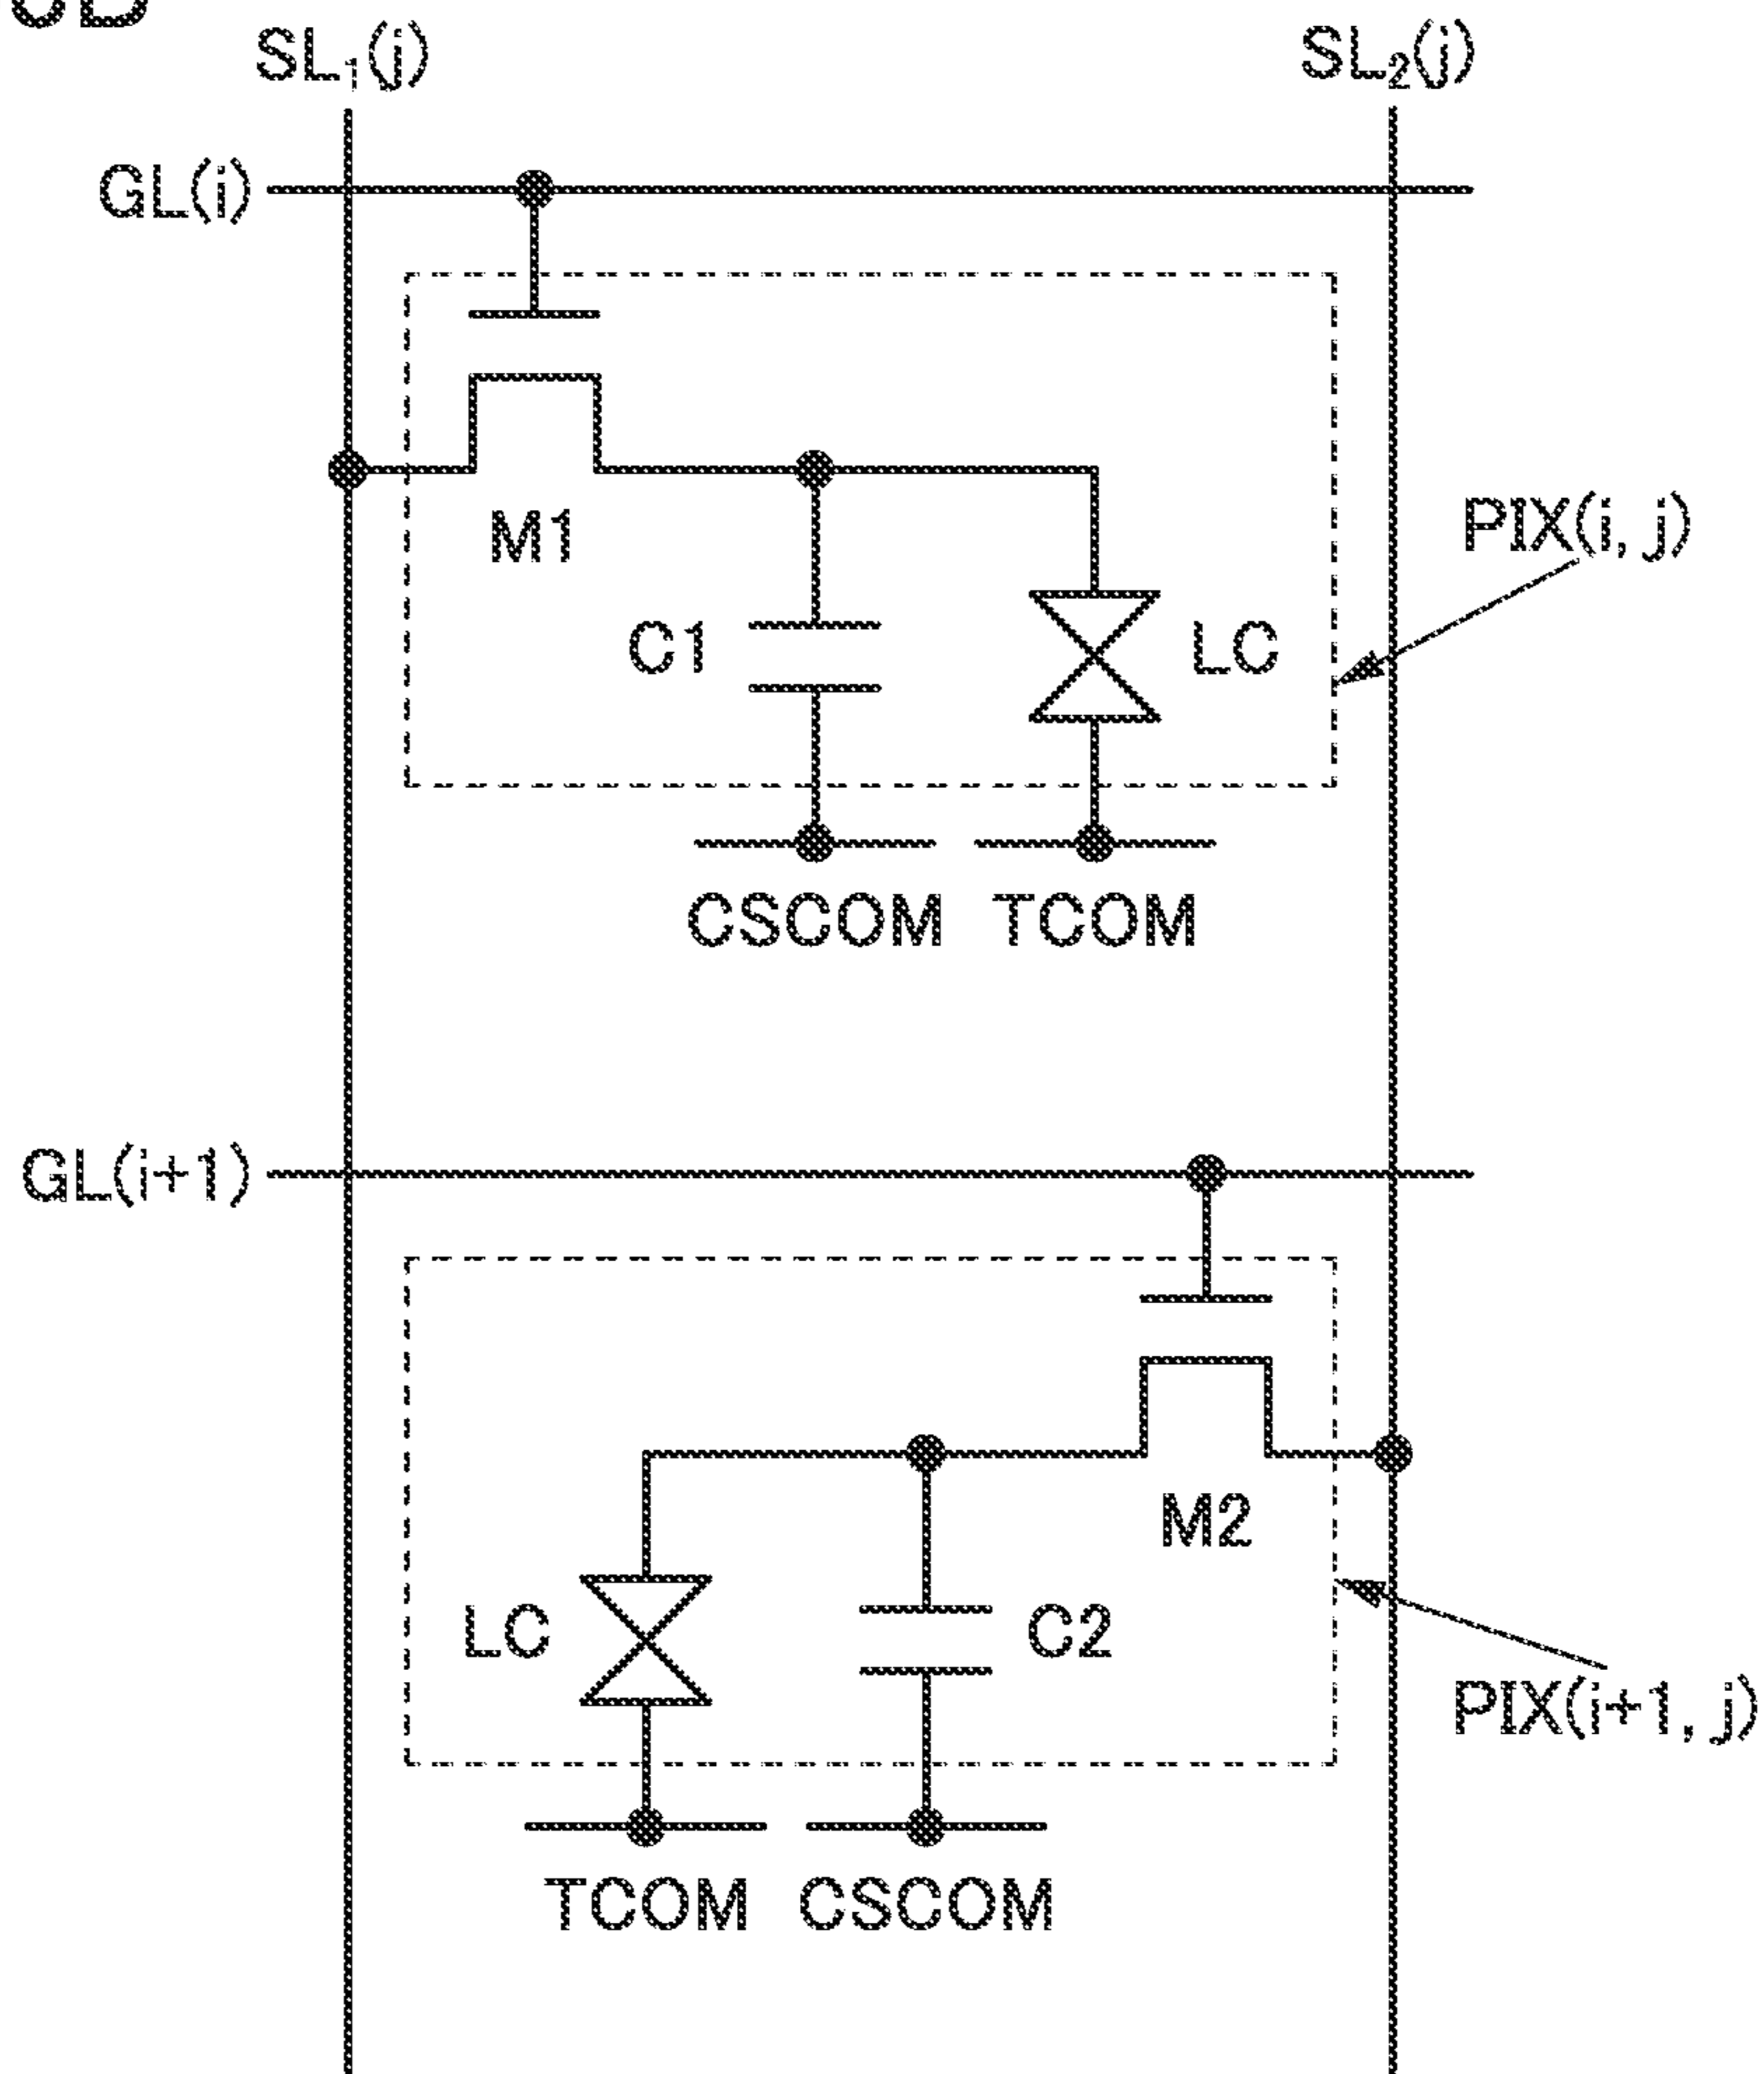 SL₁(j) SL₂(j)
GL(i)
M1
PIX(i, j)
C1 LC
CSCOM TCOM
GL(i+1)
M2
LC C2
PIX(i+1, j)
TCOM CSCOM